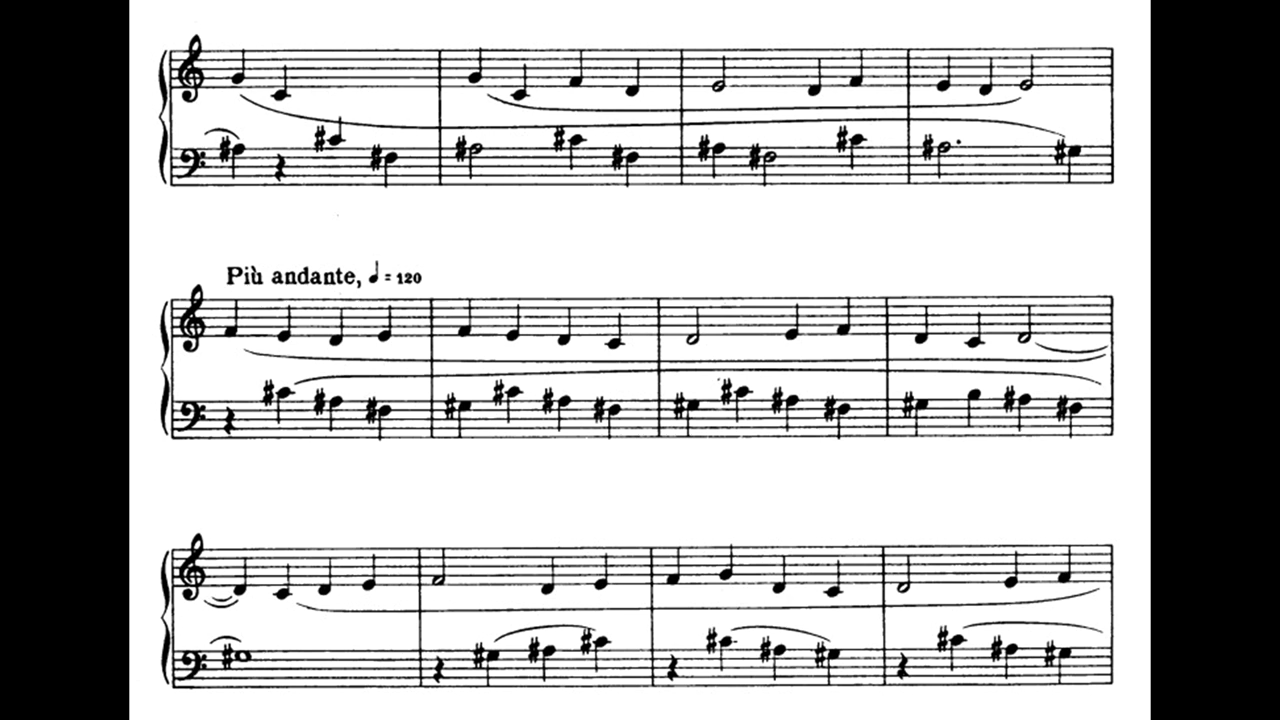 Più andante, ♩ = 120